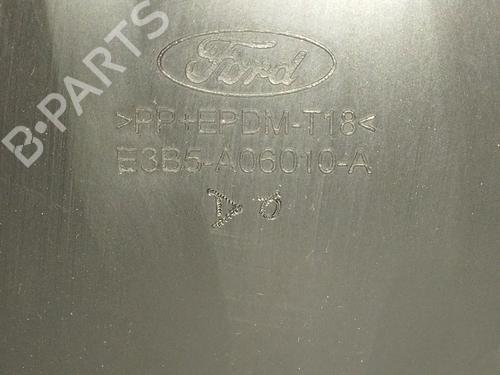 B-PARTS
Ford
>PP+EPDM-T18<
E3B5-A06010-A